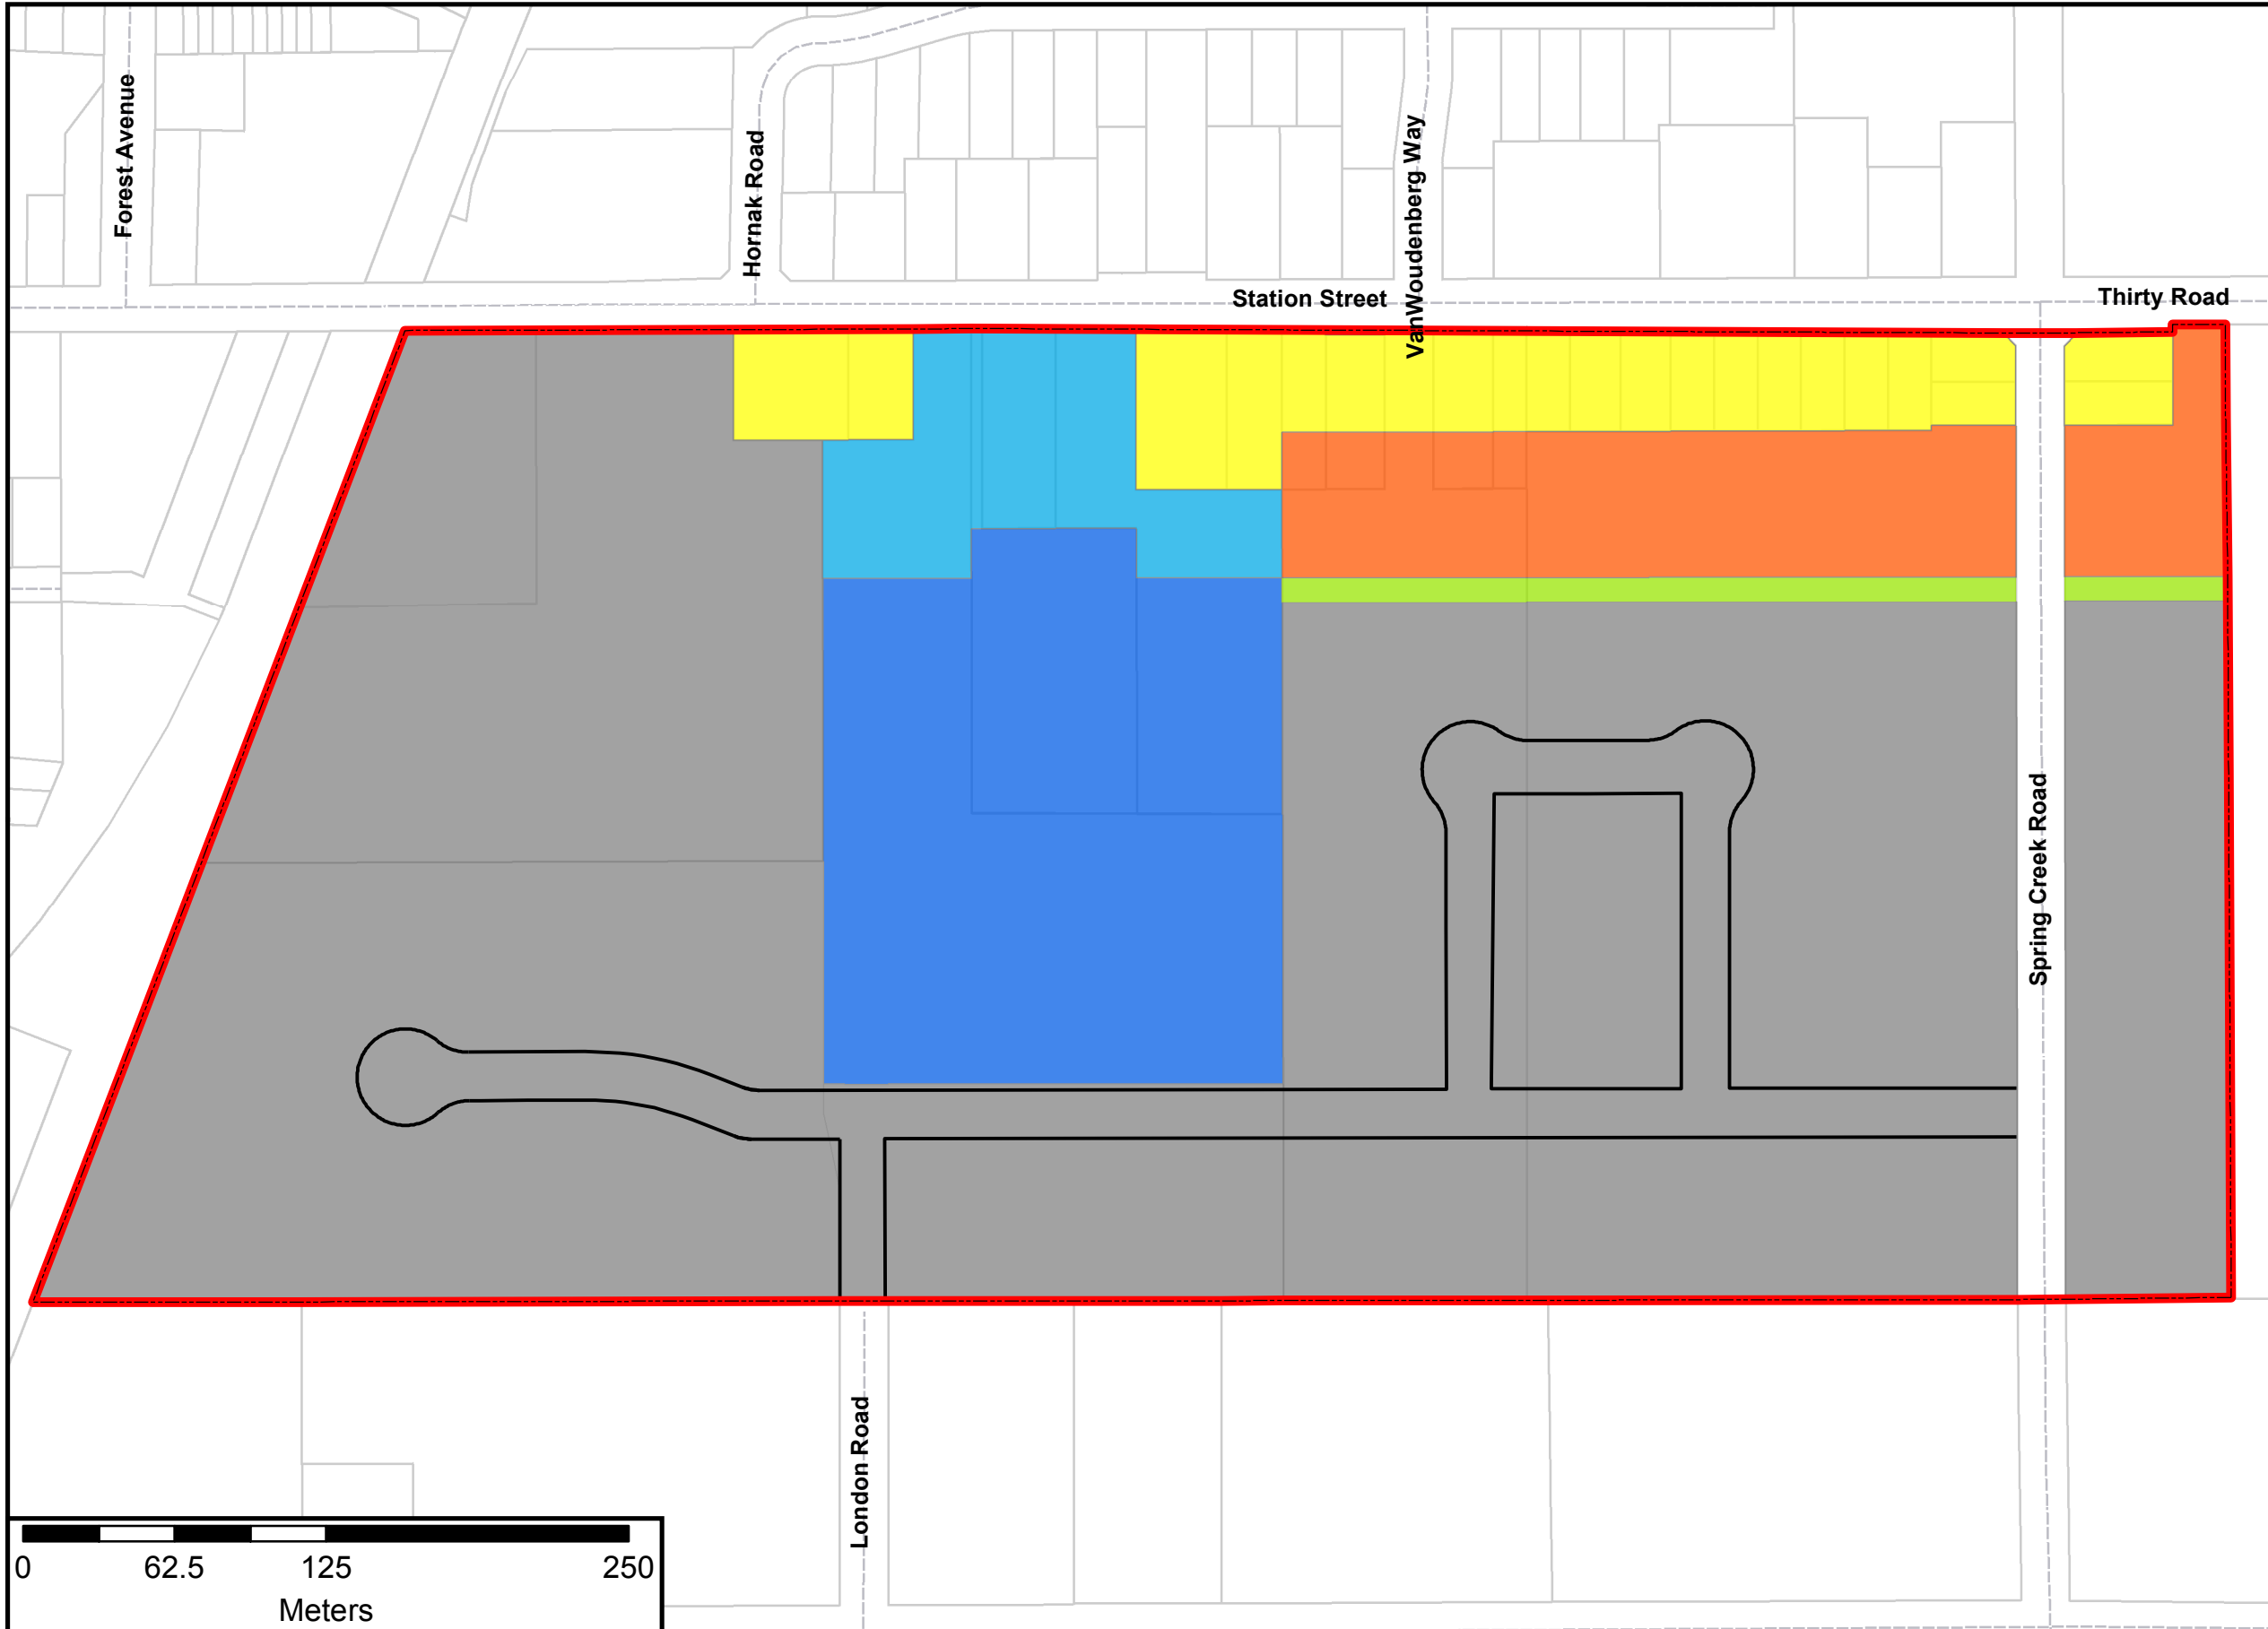 Forest Avenue
Hornak Road
VanWoudenberg Way
Station Street
Thirty Road
Spring Creek Road
London Road
0 62.5 125 250
Meters